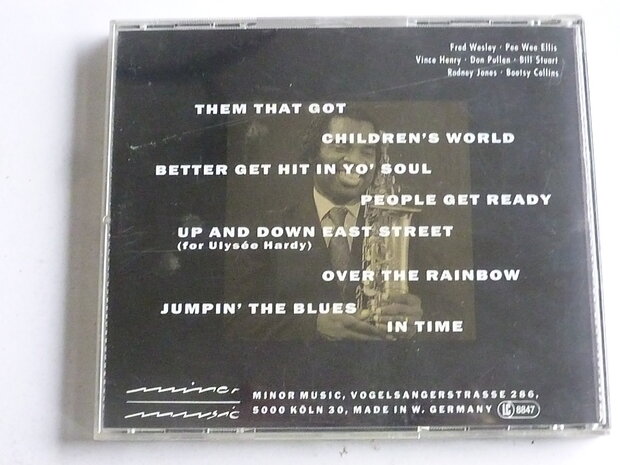 Fred Wesley · Pee Wee Ellis
Vince Henry · Don Pullen · Bill Stuart
Rodney Jones · Bootsy Collins
THEM THAT GOT
CHILDREN'S WORLD
BETTER GET HIT IN YO' SOUL
PEOPLE GET READY
UP AND DOWN EAST STREET
(for Ulysée Hardy)
OVER THE RAINBOW
JUMPIN' THE BLUES
IN TIME
minor
music
MINOR MUSIC, VOGELSANGERSTRASSE 286,
5000 KÖLN 30, MADE IN W. GERMANY LC 8847